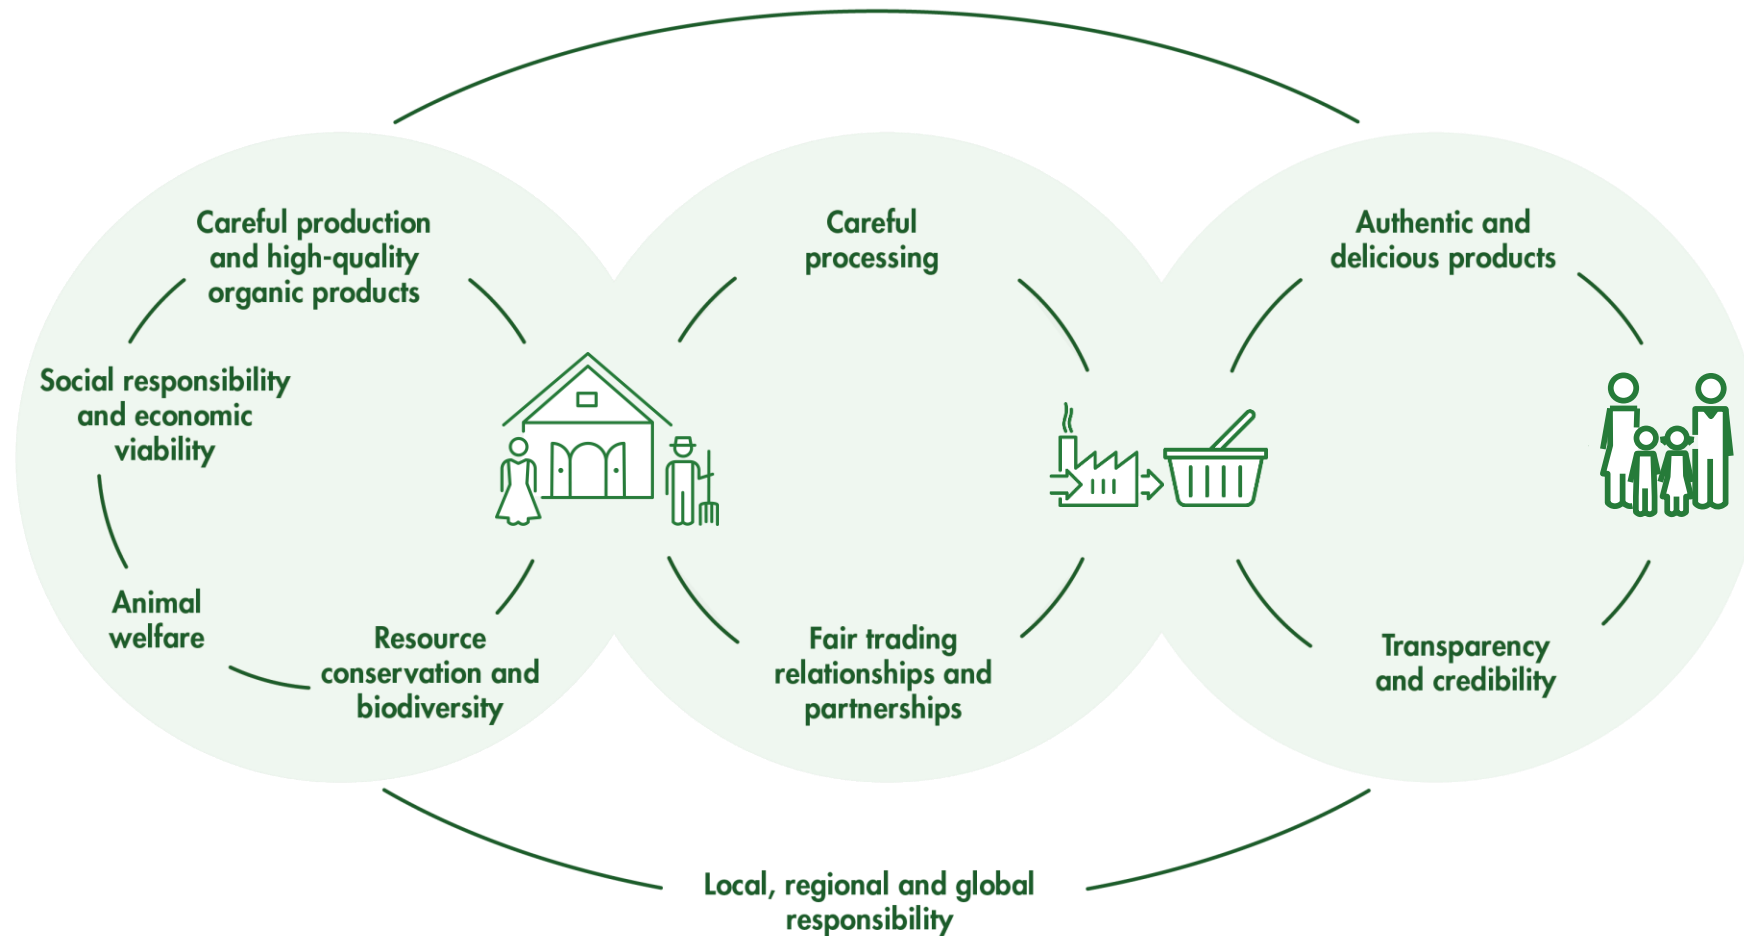 Careful production
and high-quality
organic products
Social responsibility
and economic
viability
Animal
welfare
Resource
conservation and
biodiversity
Careful
processing
Fair trading
relationships and
partnerships
Authentic and
delicious products
Transparency
and credibility
Local, regional and global
responsibility